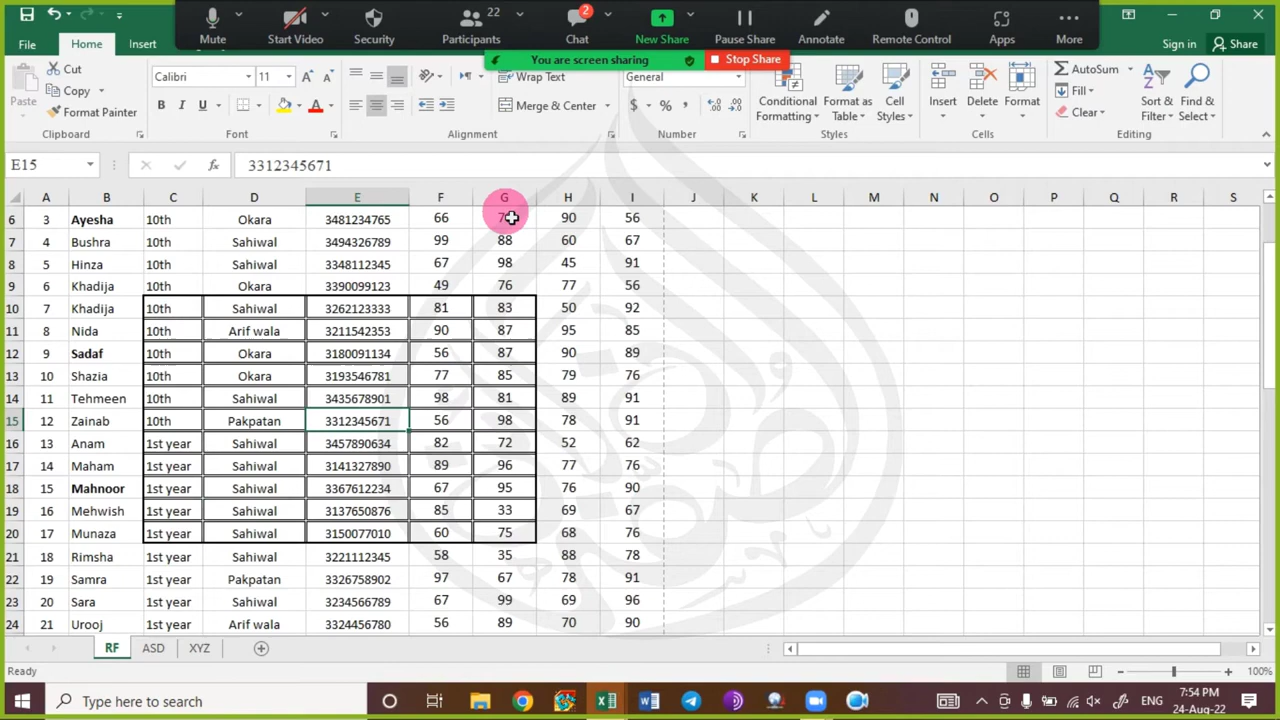 22
2
Mute
Start Video
Security
Participants
Chat
New Share
Pause Share
Annotate
Remote Control
Apps
More
You are screen sharing
Stop Share
File
Home
Insert
Sign in
Share
Paste
Cut
Copy
Format Painter
Clipboard
Calibri
11
A A
B I U
A
Font
Wrap Text
Merge & Center
Alignment
General
$ % ,
Number
Conditional Formatting
Format as Table
Cell Styles
Styles
Insert
Delete
Format
Cells
AutoSum
Fill
Clear
Sort & Filter
Find & Select
Editing
E15
fx
3312345671
A B C D E F G H I J K L M N O P Q R S
6 3 Ayesha 10th Okara 3481234765 66 90 56
7 4 Bushra 10th Sahiwal 3494326789 99 88 60 67
8 5 Hinza 10th Sahiwal 3348112345 67 98 45 91
9 6 Khadija 10th Okara 3390099123 49 76 77 56
10 7 Khadija 10th Sahiwal 3262123333 81 83 50 92
11 8 Nida 10th Arif wala 3211542353 90 87 95 85
12 9 Sadaf 10th Okara 3180091134 56 87 90 89
13 10 Shazia 10th Okara 3193546781 77 85 79 76
14 11 Tehmeen 10th Sahiwal 3435678901 98 81 89 91
15 12 Zainab 10th Pakpatan 3312345671 56 98 78 91
16 13 Anam 1st year Sahiwal 3457890634 82 72 52 62
17 14 Maham 1st year Sahiwal 3141327890 89 96 77 76
18 15 Mahnoor 1st year Sahiwal 3367612234 67 95 76 90
19 16 Mehwish 1st year Sahiwal 3137650876 85 33 69 67
20 17 Munaza 1st year Sahiwal 3150077010 60 75 68 76
21 18 Rimsha 1st year Sahiwal 3221112345 58 35 88 78
22 19 Samra 1st year Pakpatan 3326758902 97 67 78 91
23 20 Sara 1st year Sahiwal 3234566789 67 99 69 96
24 21 Urooj 1st year Arif wala 3324456780 56 89 70 90
RF
ASD
XYZ
Ready
100%
Type here to search
ENG
7:54 PM
24-Aug-22